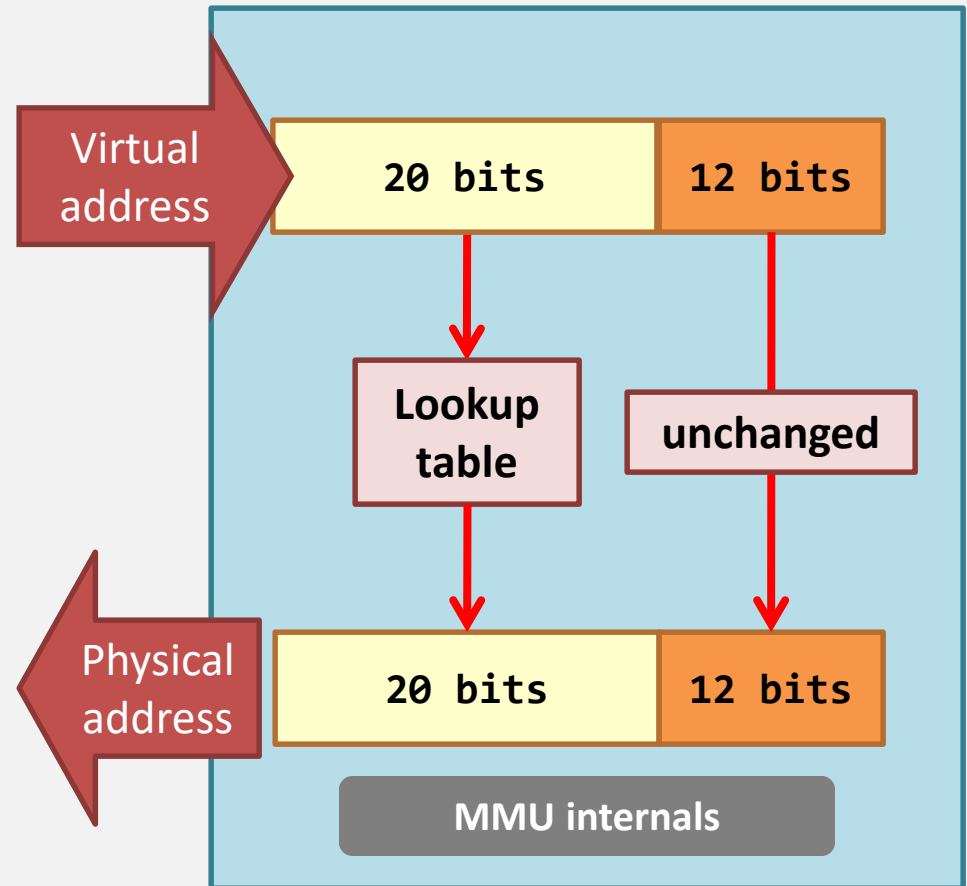 Virtual
address
20 bits
12 bits
Lookup
table
unchanged
Physical
address
20 bits
12 bits
MMU internals